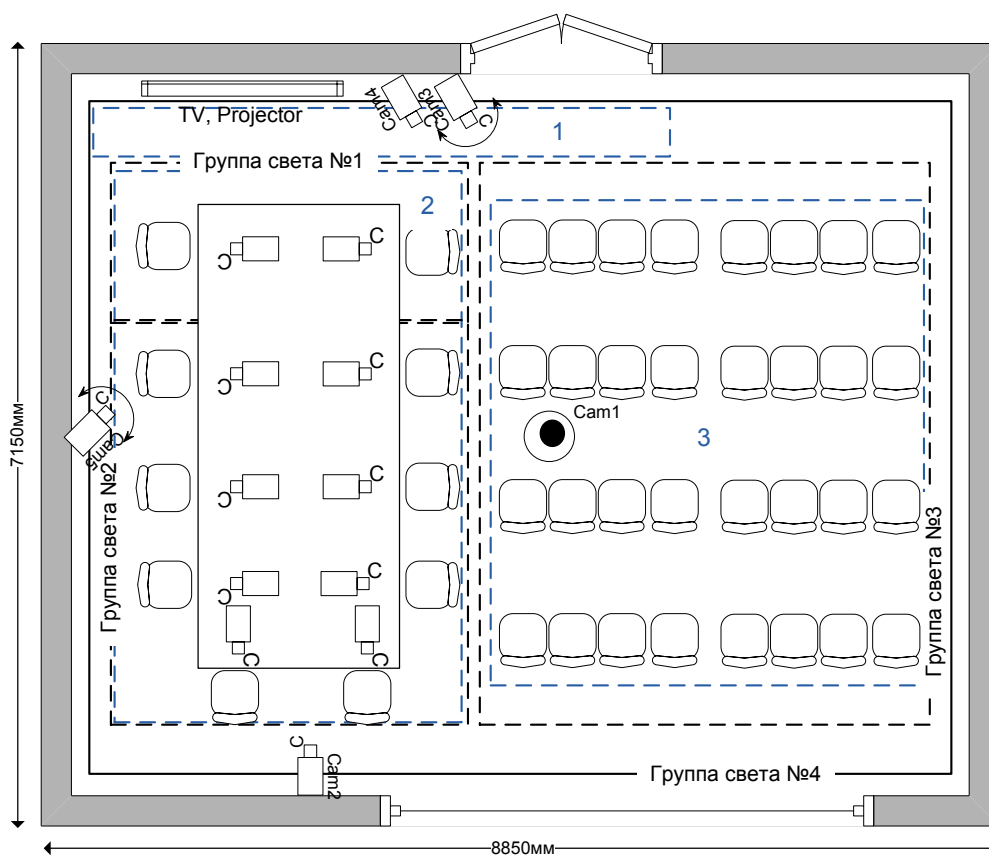 TV, Projector
Cam4
C
Cam3
C
1
Группа света №1
2
C
C
C
C
Cam1
3
C
Cam5
7150мм
Группа света №2
C
C
C
C
Группа света №3
C
C
C
C
Cam2
Группа света №4
8850мм